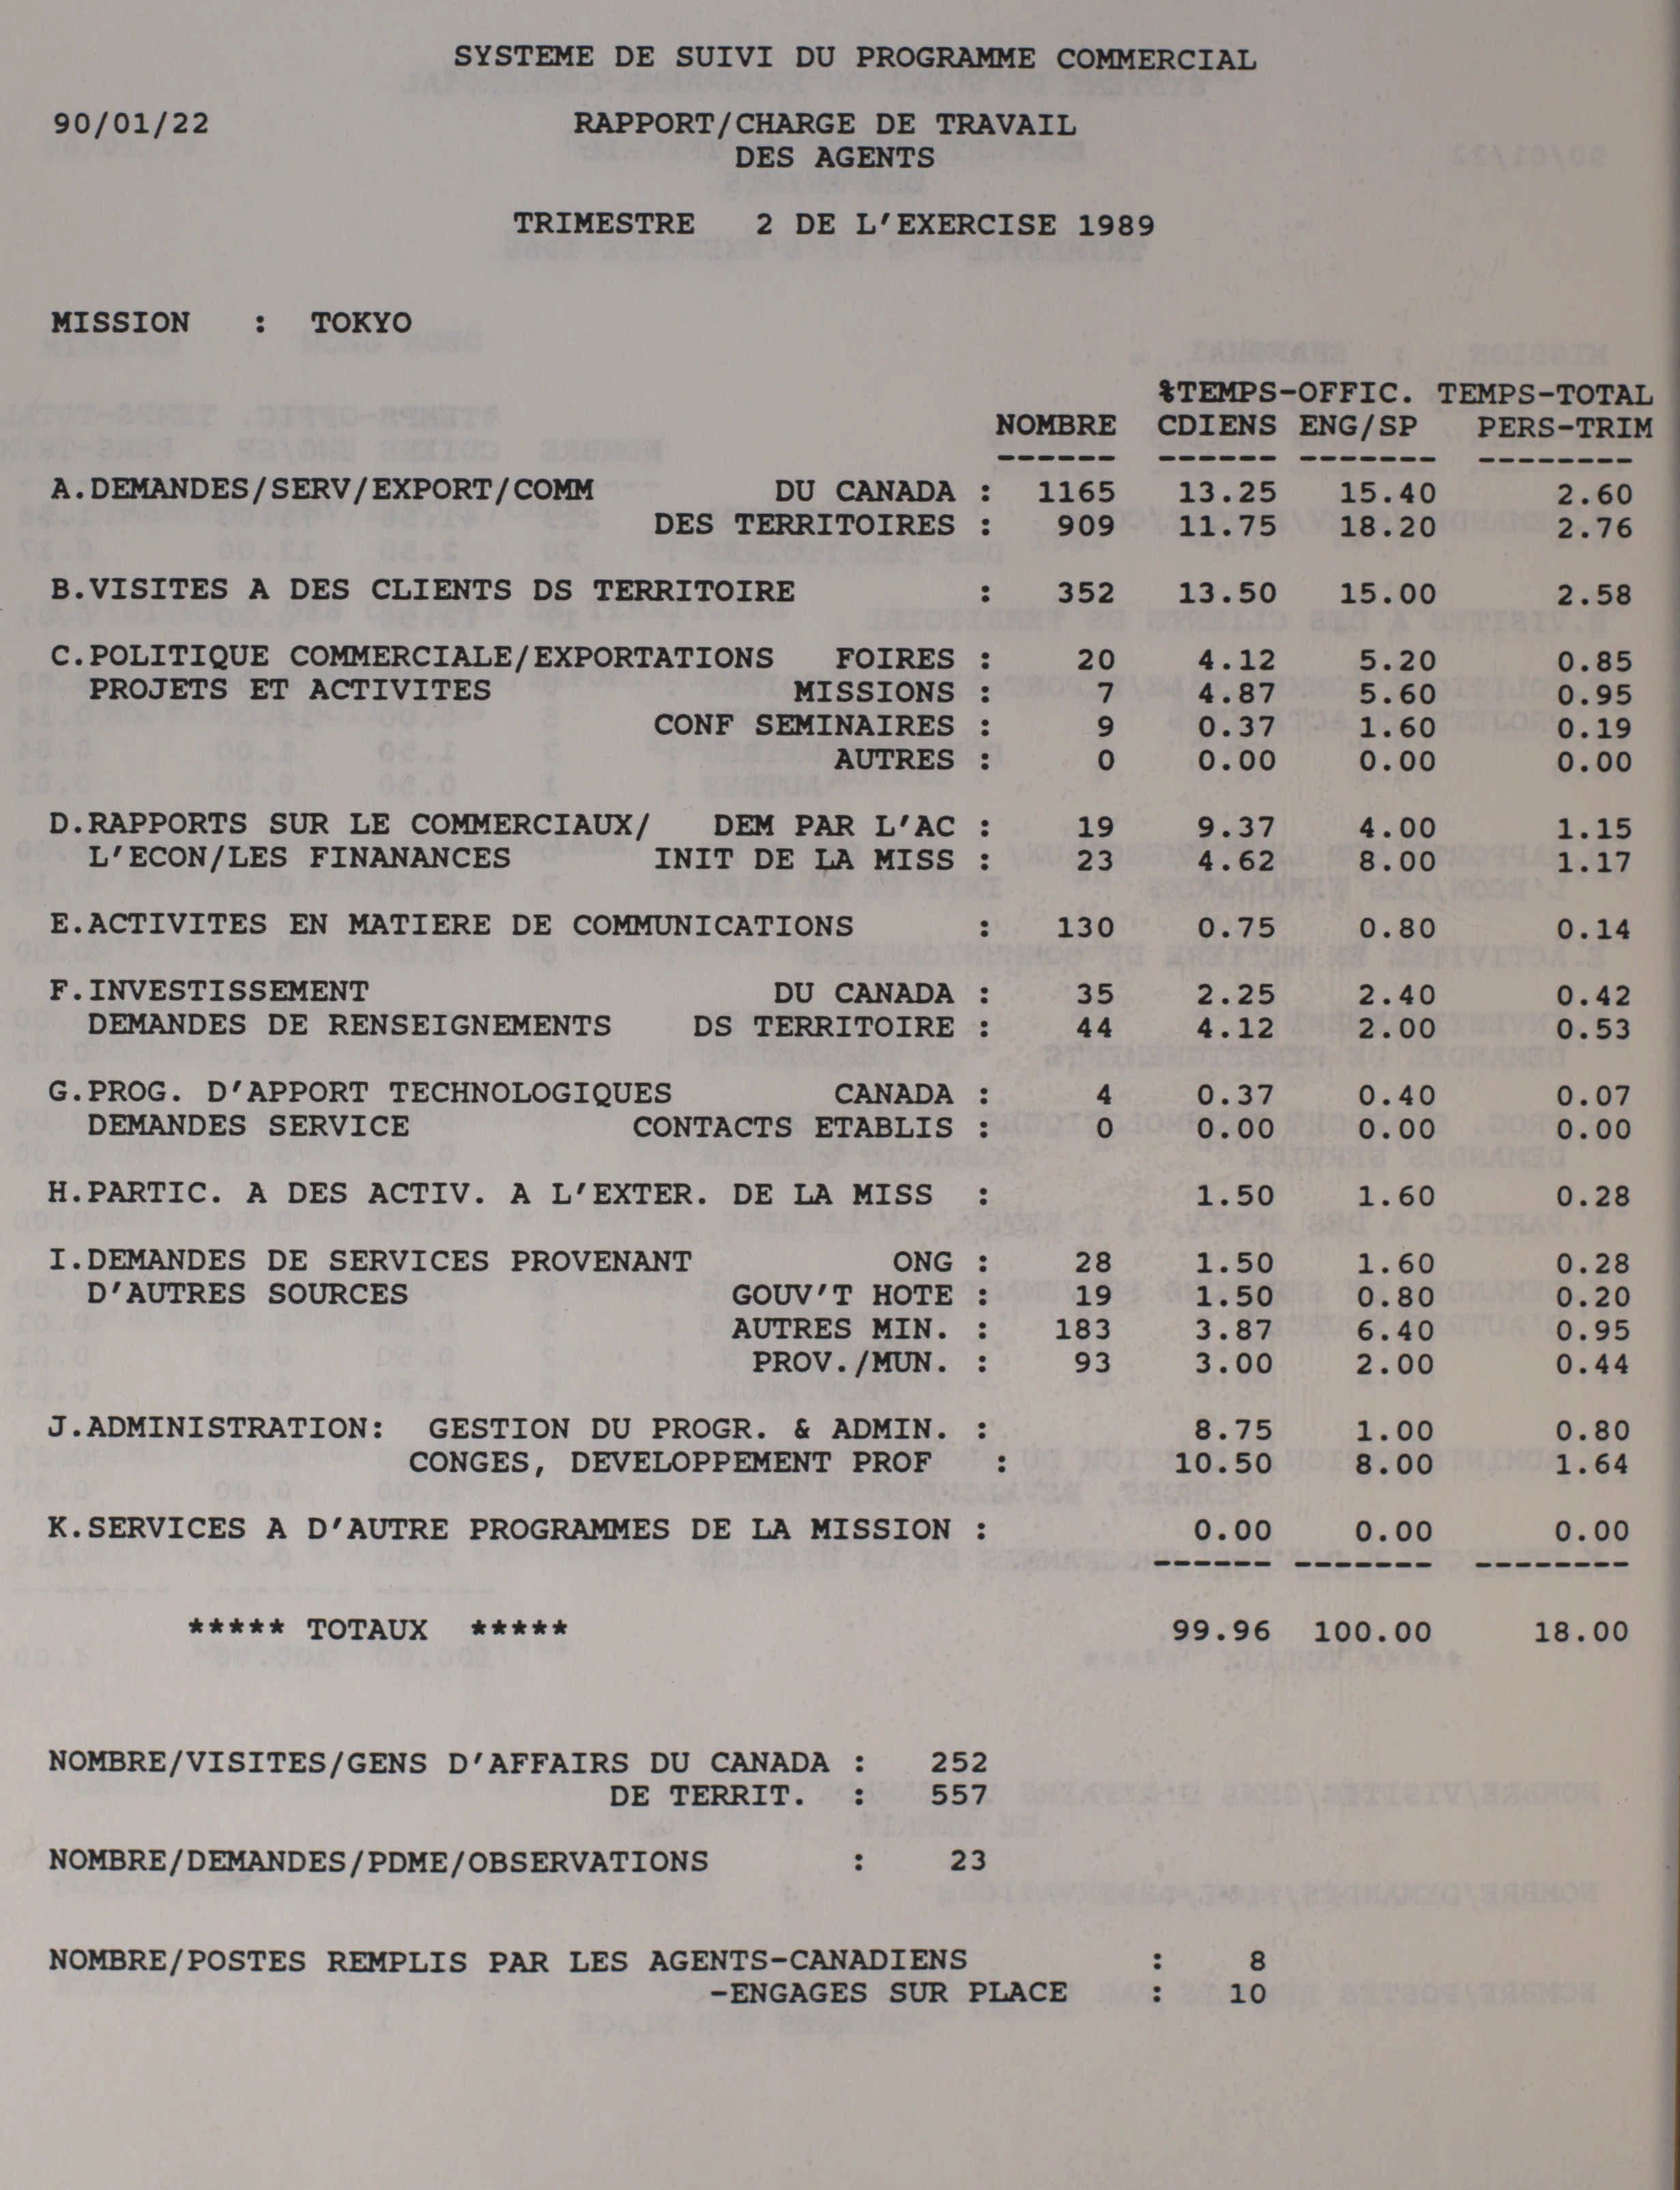 SYSTEME DE SUIVI DU PROGRAMME COMMERCIAL
90/01/22 RAPPORT/CHARGE DE TRAVAIL
DES AGENTS
TRIMESTRE 2 DE L'EXERCISE 1989
MISSION : TOKYO
%TEMPS-OFFIC. TEMPS-TOTAL
NOMBRE CDIENS ENG/SP PERS-TRIM
------ ------ ------- --------
A.DEMANDES/SERV/EXPORT/COMM DU CANADA : 1165 13.25 15.40 2.60
DES TERRITOIRES : 909 11.75 18.20 2.76
B.VISITES A DES CLIENTS DS TERRITOIRE : 352 13.50 15.00 2.58
C.POLITIQUE COMMERCIALE/EXPORTATIONS FOIRES : 20 4.12 5.20 0.85
PROJETS ET ACTIVITES MISSIONS : 7 4.87 5.60 0.95
CONF SEMINAIRES : 9 0.37 1.60 0.19
AUTRES : 0 0.00 0.00 0.00
D.RAPPORTS SUR LE COMMERCIAUX/ DEM PAR L'AC : 19 9.37 4.00 1.15
L'ECON/LES FINANANCES INIT DE LA MISS : 23 4.62 8.00 1.17
E.ACTIVITES EN MATIERE DE COMMUNICATIONS : 130 0.75 0.80 0.14
F.INVESTISSEMENT DU CANADA : 35 2.25 2.40 0.42
DEMANDES DE RENSEIGNEMENTS DS TERRITOIRE : 44 4.12 2.00 0.53
G.PROG. D'APPORT TECHNOLOGIQUES CANADA : 4 0.37 0.40 0.07
DEMANDES SERVICE CONTACTS ETABLIS : 0 0.00 0.00 0.00
H.PARTIC. A DES ACTIV. A L'EXTER. DE LA MISS : 1.50 1.60 0.28
I.DEMANDES DE SERVICES PROVENANT ONG : 28 1.50 1.60 0.28
D'AUTRES SOURCES GOUV'T HOTE : 19 1.50 0.80 0.20
AUTRES MIN. : 183 3.87 6.40 0.95
PROV./MUN. : 93 3.00 2.00 0.44
J.ADMINISTRATION: GESTION DU PROGR. & ADMIN. : 8.75 1.00 0.80
CONGES, DEVELOPPEMENT PROF : 10.50 8.00 1.64
K.SERVICES A D'AUTRE PROGRAMMES DE LA MISSION : 0.00 0.00 0.00
------ ------- --------
***** TOTAUX ***** 99.96 100.00 18.00
NOMBRE/VISITES/GENS D'AFFAIRS DU CANADA : 252
DE TERRIT. : 557
NOMBRE/DEMANDES/PDME/OBSERVATIONS : 23
NOMBRE/POSTES REMPLIS PAR LES AGENTS-CANADIENS : 8
-ENGAGES SUR PLACE : 10